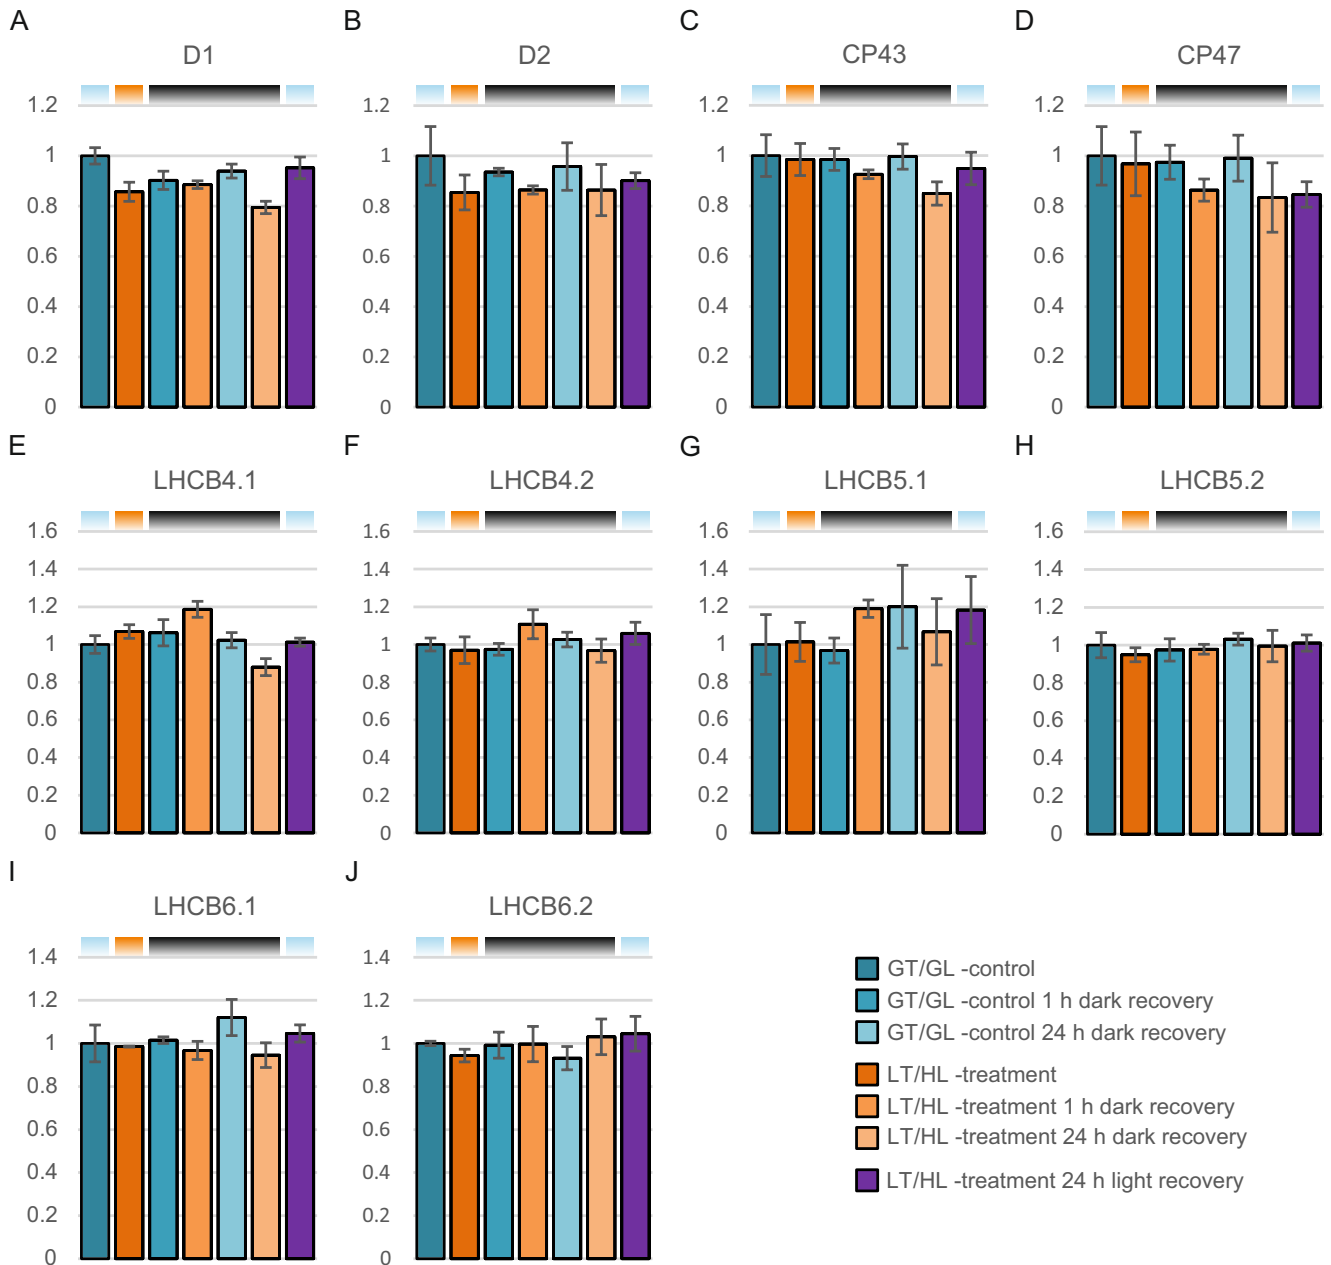 A
D1
1.2
1
0.8
0.6
0.4
0.2
0
B
D2
1.2
1
0.8
0.6
0.4
0.2
0
C
CP43
1.2
1
0.8
0.6
0.4
0.2
0
D
CP47
1.2
1
0.8
0.6
0.4
0.2
0
E
LHCB4.1
1.6
1.4
1.2
1
0.8
0.6
0.4
0.2
0
F
LHCB4.2
1.6
1.4
1.2
1
0.8
0.6
0.4
0.2
0
G
LHCB5.1
1.6
1.4
1.2
1
0.8
0.6
0.4
0.2
0
H
LHCB5.2
1.6
1.4
1.2
1
0.8
0.6
0.4
0.2
0
I
LHCB6.1
1.4
1.2
1
0.8
0.6
0.4
0.2
0
J
LHCB6.2
1.4
1.2
1
0.8
0.6
0.4
0.2
0
GT/GL -control
GT/GL -control 1 h dark recovery
GT/GL -control 24 h dark recovery
LT/HL -treatment
LT/HL -treatment 1 h dark recovery
LT/HL -treatment 24 h dark recovery
LT/HL -treatment 24 h light recovery